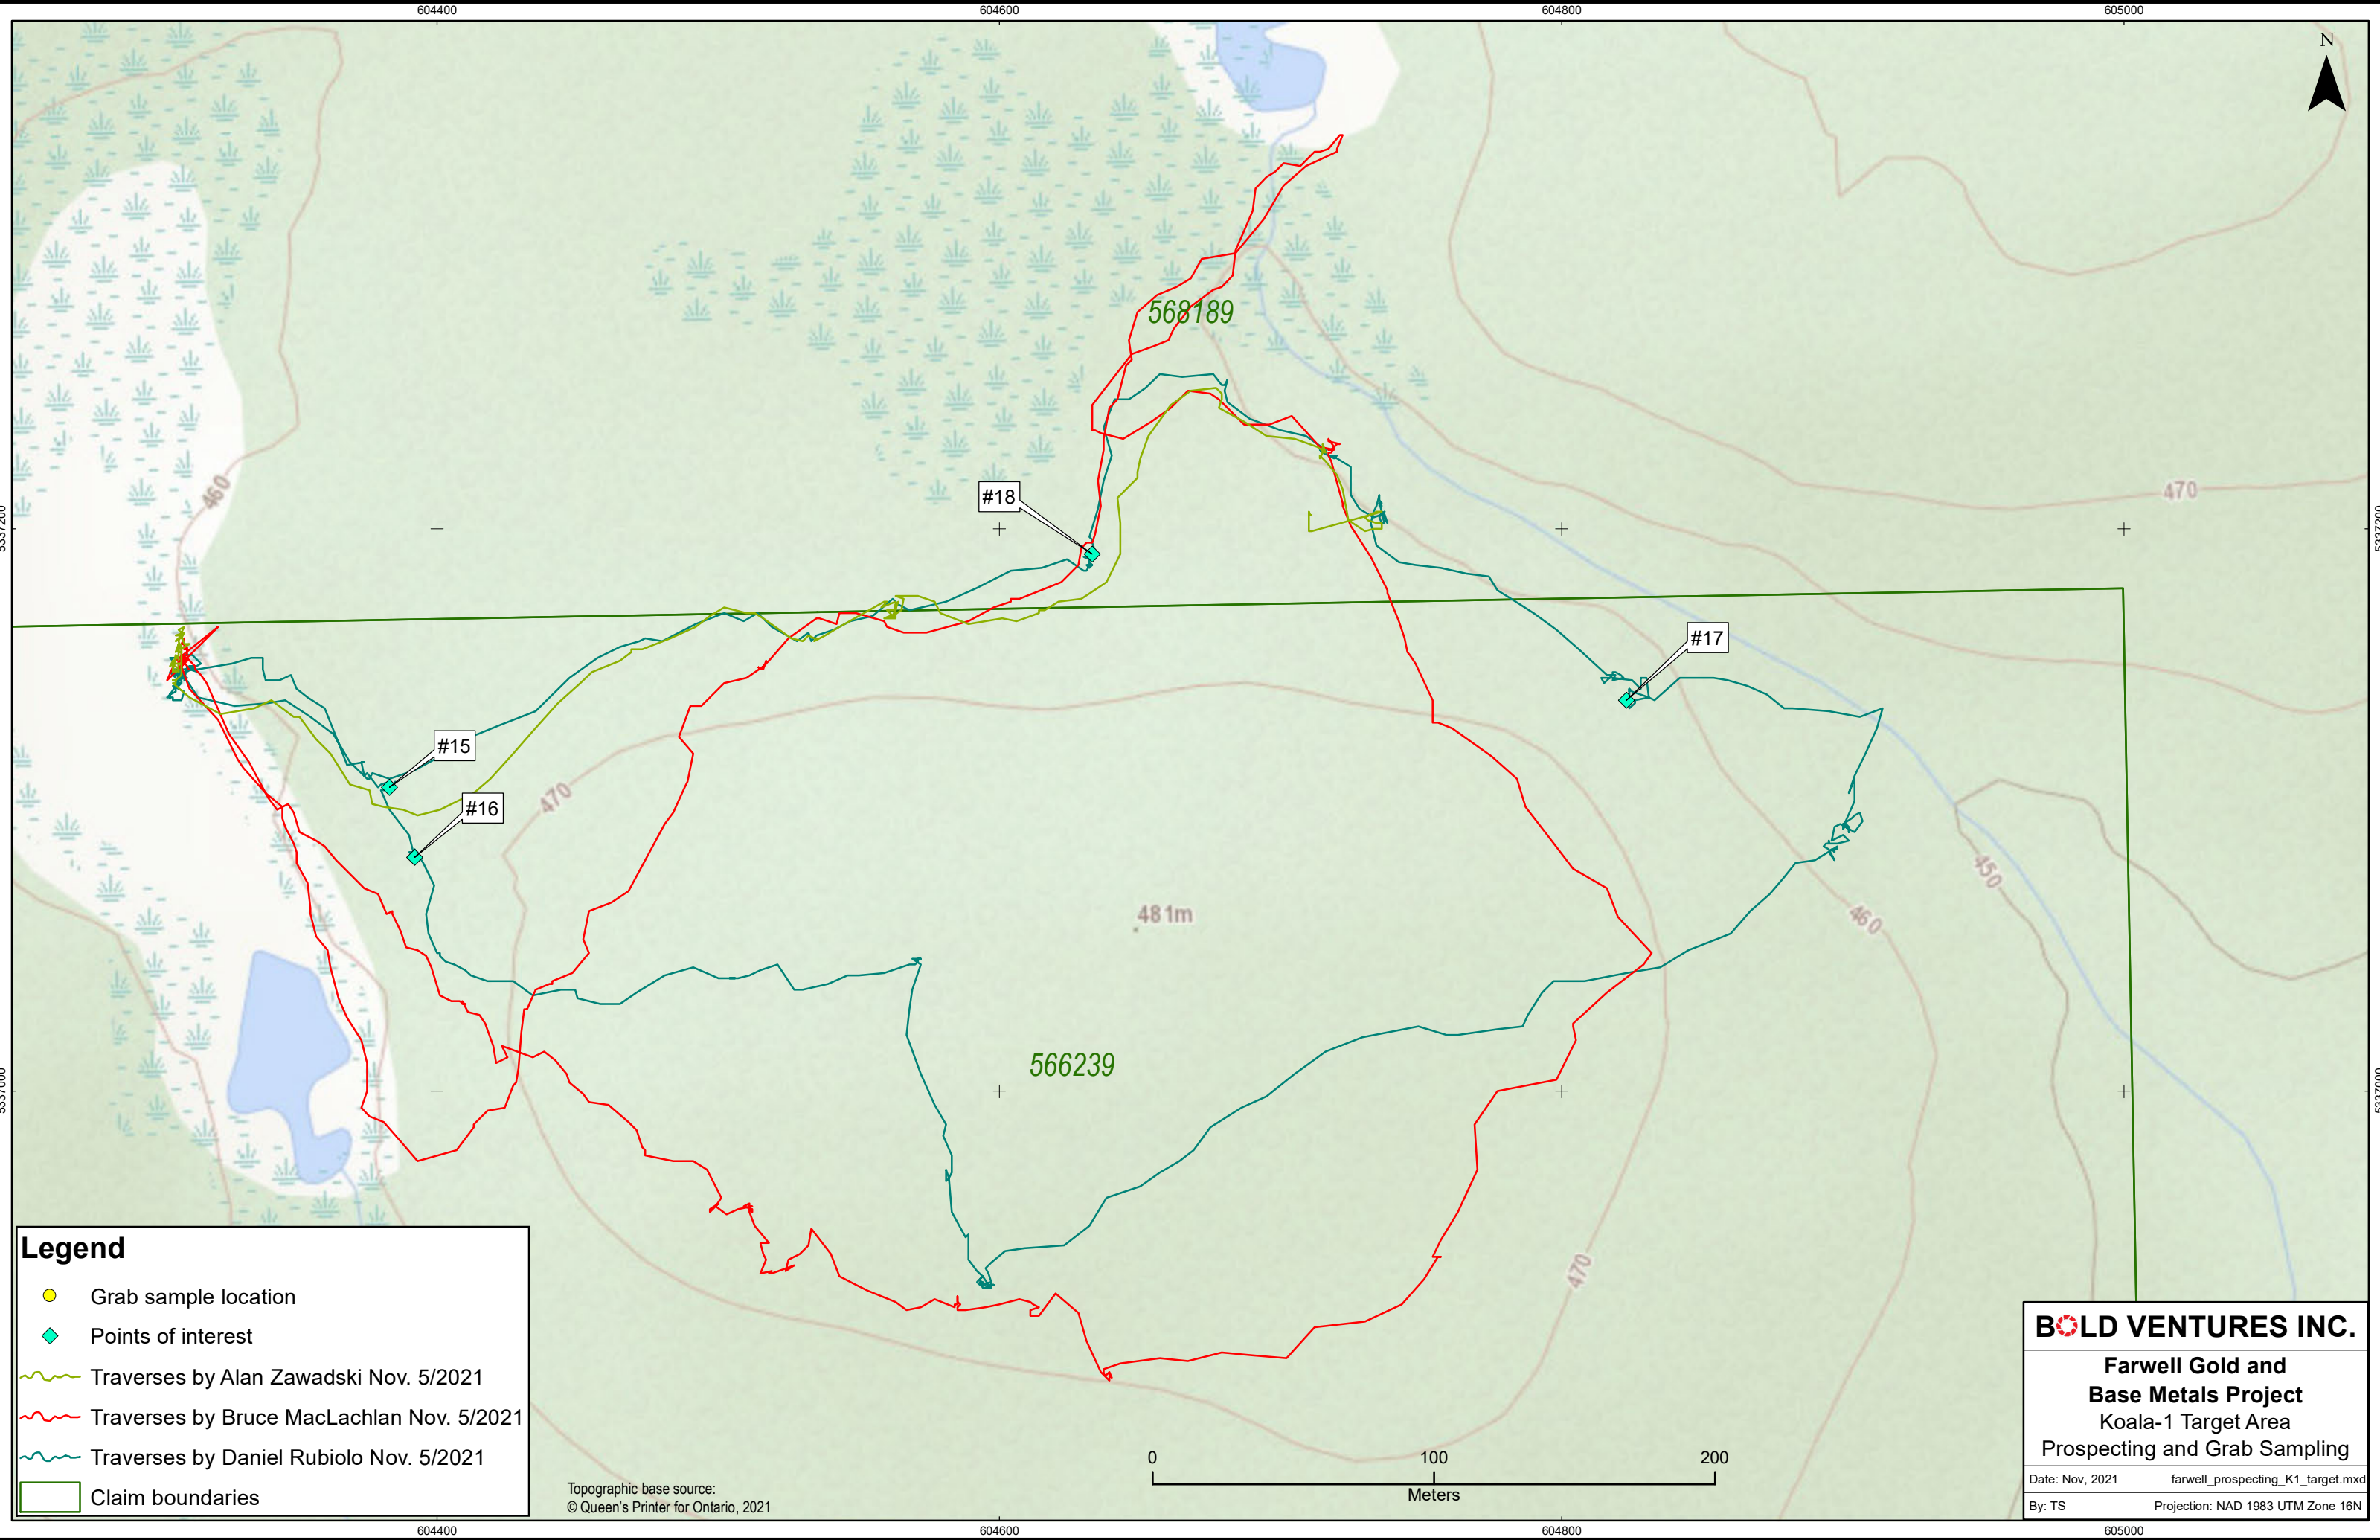 604400 604600 604800 605000
N
568189
460
470
#18
5337200 5337200
#17
#15
470
#16
450
481m
460
566239
5337000 5337000
470
Legend
Grab sample location
Points of interest
Traverses by Alan Zawadski Nov. 5/2021
Traverses by Bruce MacLachlan Nov. 5/2021
Traverses by Daniel Rubiolo Nov. 5/2021
Claim boundaries
Topographic base source:
© Queen's Printer for Ontario, 2021
0 100 200
Meters
BOLD VENTURES INC.
Farwell Gold and
Base Metals Project
Koala-1 Target Area
Prospecting and Grab Sampling
Date: Nov, 2021 farwell_prospecting_K1_target.mxd
By: TS Projection: NAD 1983 UTM Zone 16N
604400 604600 604800 605000